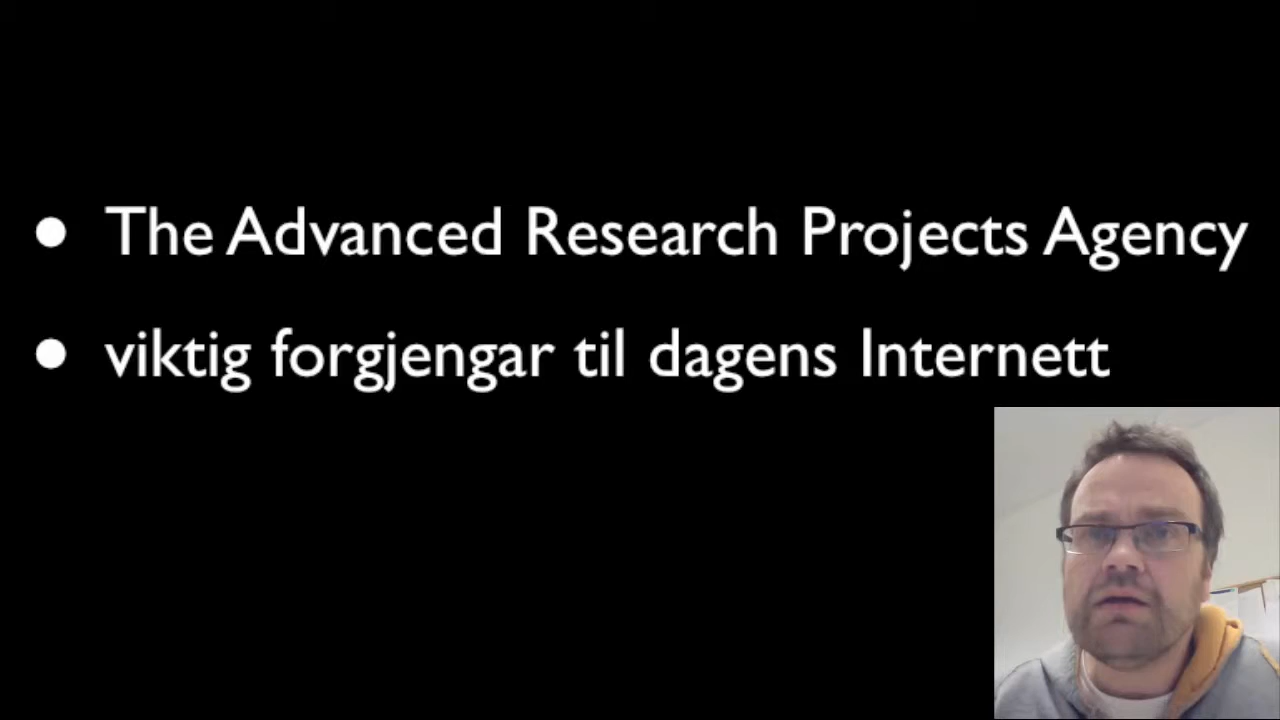 The Advanced Research Projects Agency
viktig forgjengar til dagens Internett